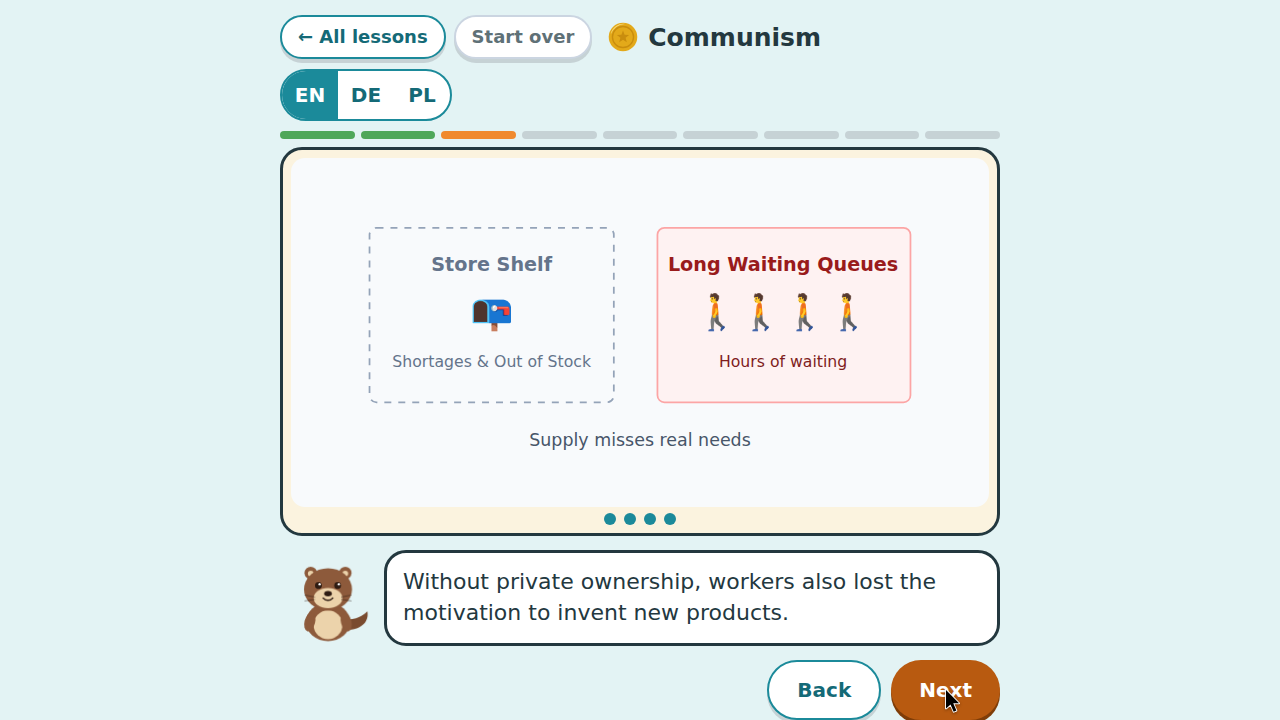 ← All lessons
Start over
Communism
EN DE PL
Store Shelf
Shortages & Out of Stock
Long Waiting Queues
Hours of waiting
Supply misses real needs
Without private ownership, workers also lost the
motivation to invent new products.
Back
Next